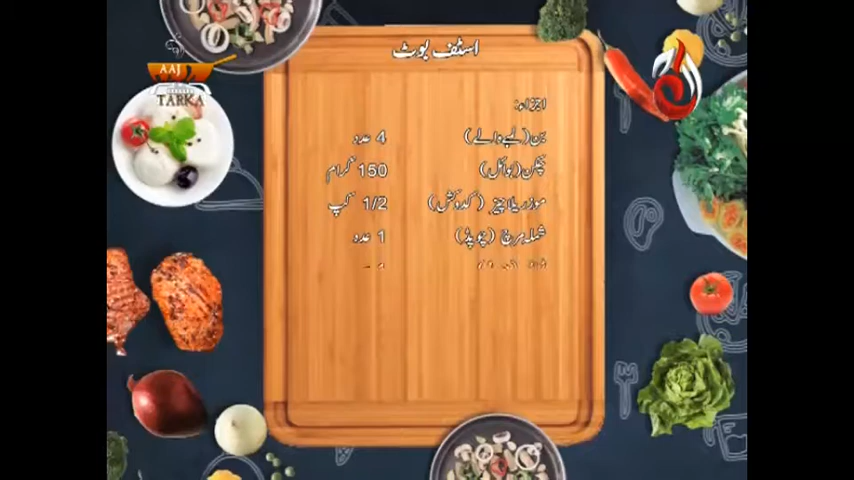 AAJ
TARKA
اسٹف بوٹ
اجزاء:
بن (لمبے والے) 4 عدد
چکن (بوائل) 150 گرام
موزریلا چیز (کدوکش) 1/2 کپ
شملہ مرچ (چوپڈ) 1 عدد